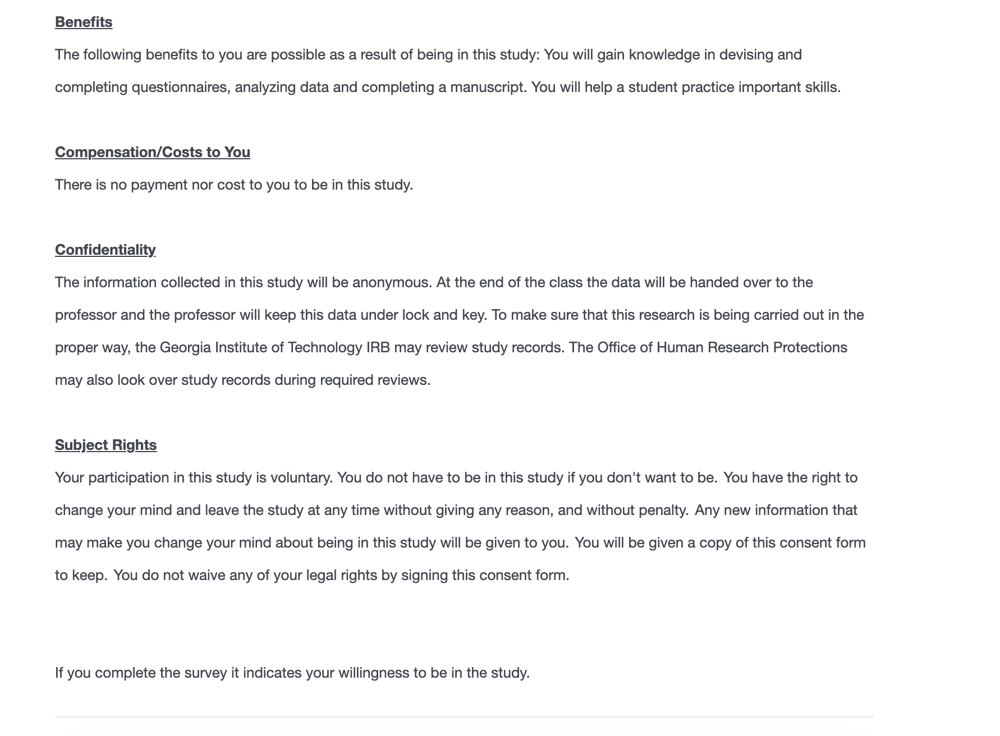 Benefits
The following benefits to you are possible as a result of being in this study: You will gain knowledge in devising and
completing questionnaires, analyzing data and completing a manuscript. You will help a student practice important skills.
Compensation/Costs to You
There is no payment nor cost to you to be in this study.
Confidentiality
The information collected in this study will be anonymous. At the end of the class the data will be handed over to the
professor and the professor will keep this data under lock and key. To make sure that this research is being carried out in the
proper way, the Georgia Institute of Technology IRB may review study records. The Office of Human Research Protections
may also look over study records during required reviews.
Subject Rights
Your participation in this study is voluntary. You do not have to be in this study if you don't want to be. You have the right to
change your mind and leave the study at any time without giving any reason, and without penalty. Any new information that
may make you change your mind about being in this study will be given to you. You will be given a copy of this consent form
to keep. You do not waive any of your legal rights by signing this consent form.
If you complete the survey it indicates your willingness to be in the study.